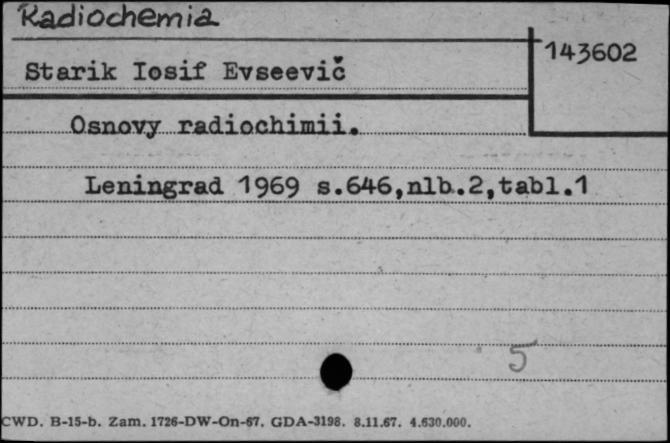 Radiochemia
143602
Starik Iosif Evseevič
Osnovy radiochimii.
Leningrad 1969 s.646,nlb.2,tabl.1
5
CWD. B-15-b. Zam. 1726-DW-On-67. GDA-3198. 8.11.67. 4.630.000.